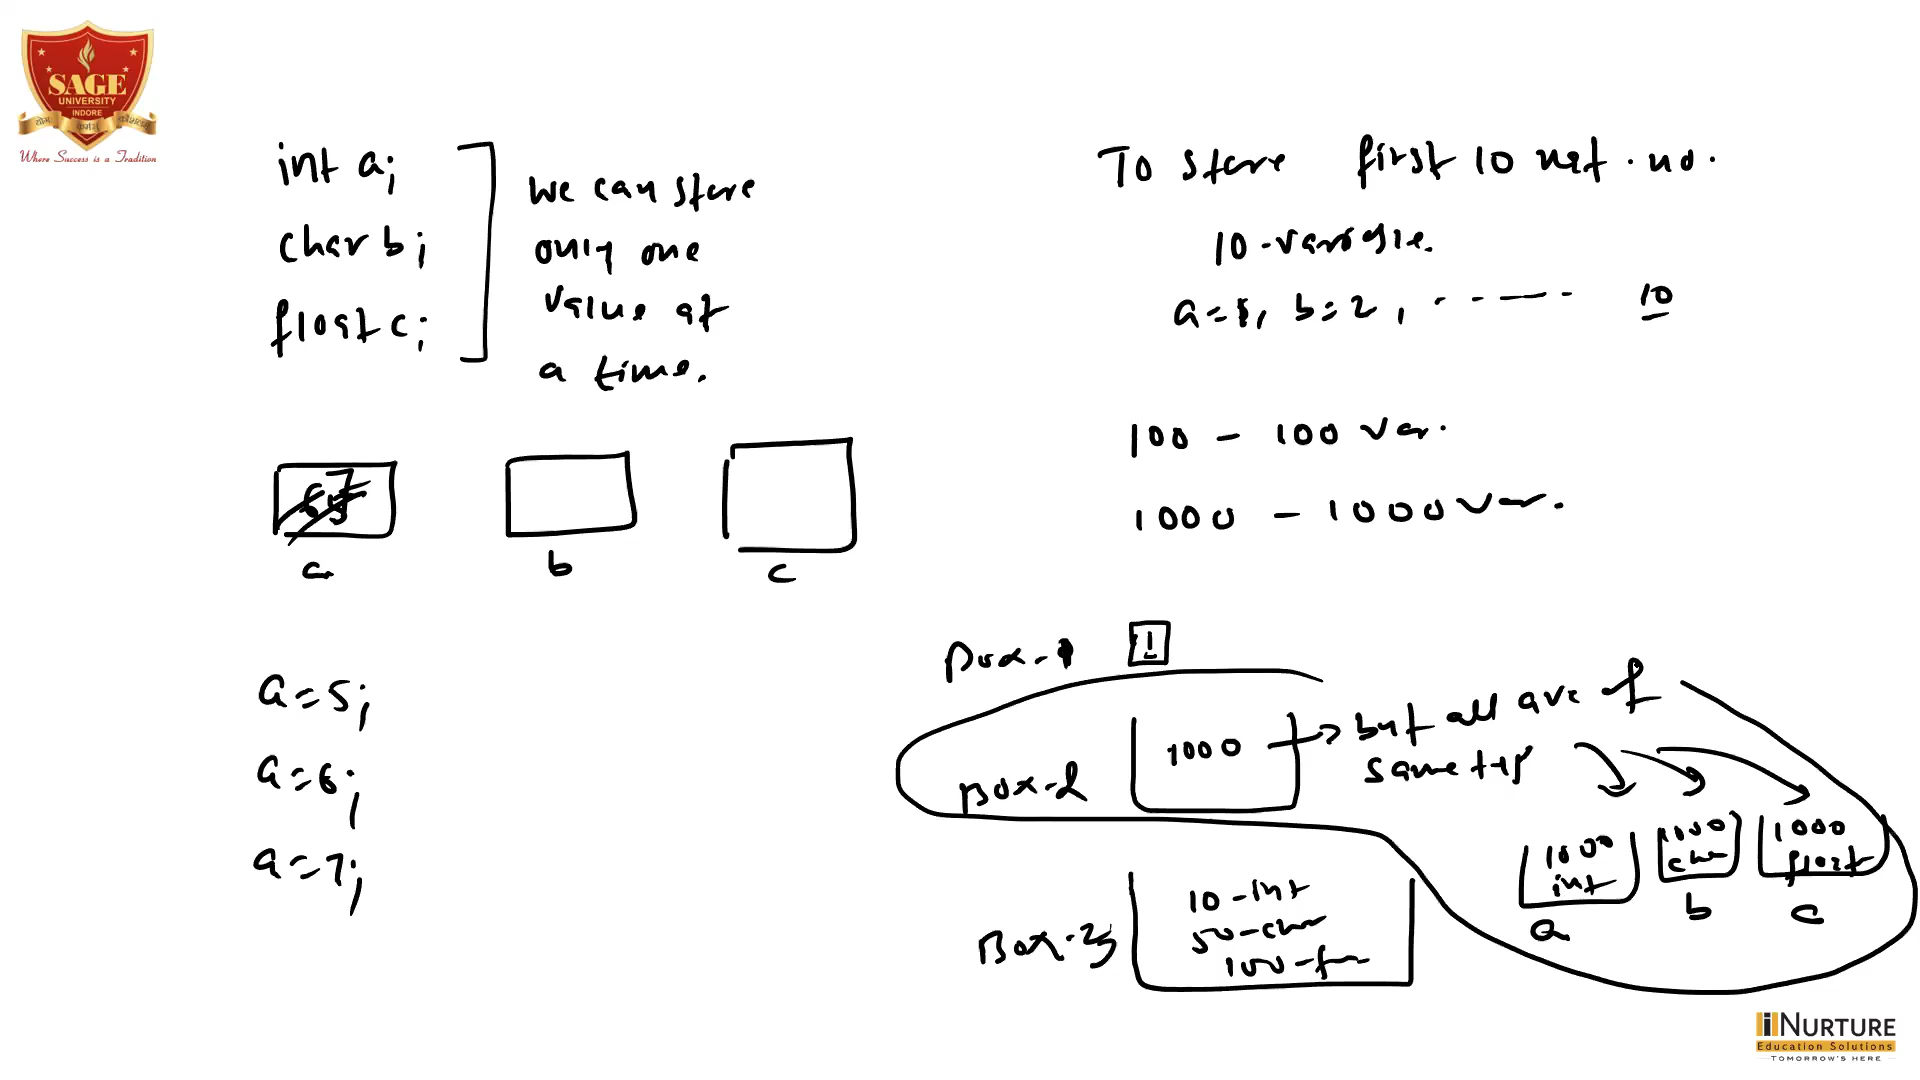 SAGE
UNIVERSITY
INDORE
Where Success is a Tradition
int a;
char b;
float c;
we can store
only one
value at
a time.
a
b
c
a=5;
a=6;
a=7;
To store first 10 nat. no.
10-variable.
a=1, b=2, ------ 10
100 - 100 var.
1000 - 1000 var.
Box-1 1
Box-2 1000 → but all are of
same typ
1000
int
a
1000
char
b
1000
float
c
Box-3
10-int
50-char
100-
iNURTURE
Education Solutions
TOMORROW'S HERE